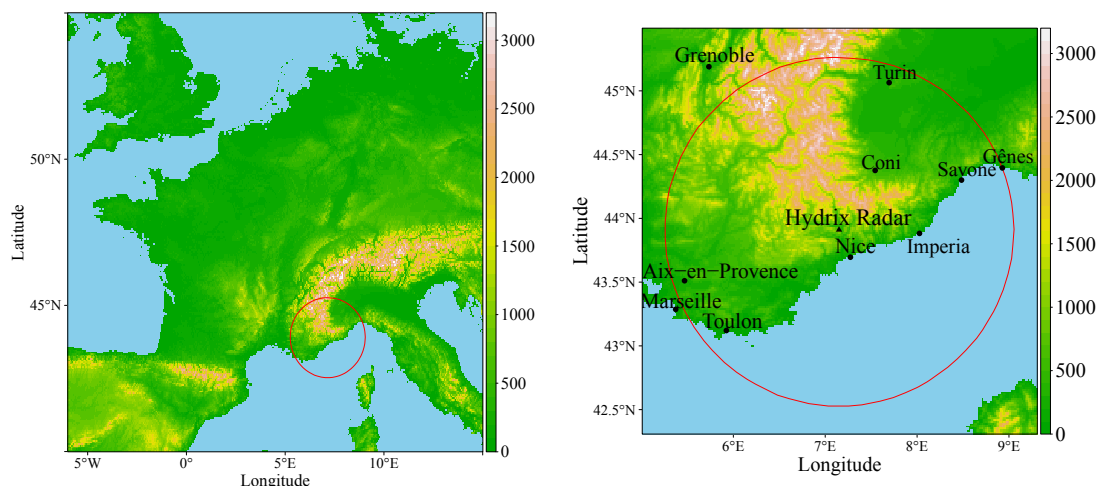 50°N
45°N
5°W
0°
5°E
10°E
Latitude
Longitude
3000
2500
2000
1500
1000
500
0
Grenoble
Turin
Coni
Gênes
Savone
Hydrix Radar
Nice
Imperia
Aix−en−Provence
Marseille
Toulon
45°N
44.5°N
44°N
43.5°N
43°N
42.5°N
6°E
7°E
8°E
9°E
Latitude
Longitude
3000
2500
2000
1500
1000
500
0